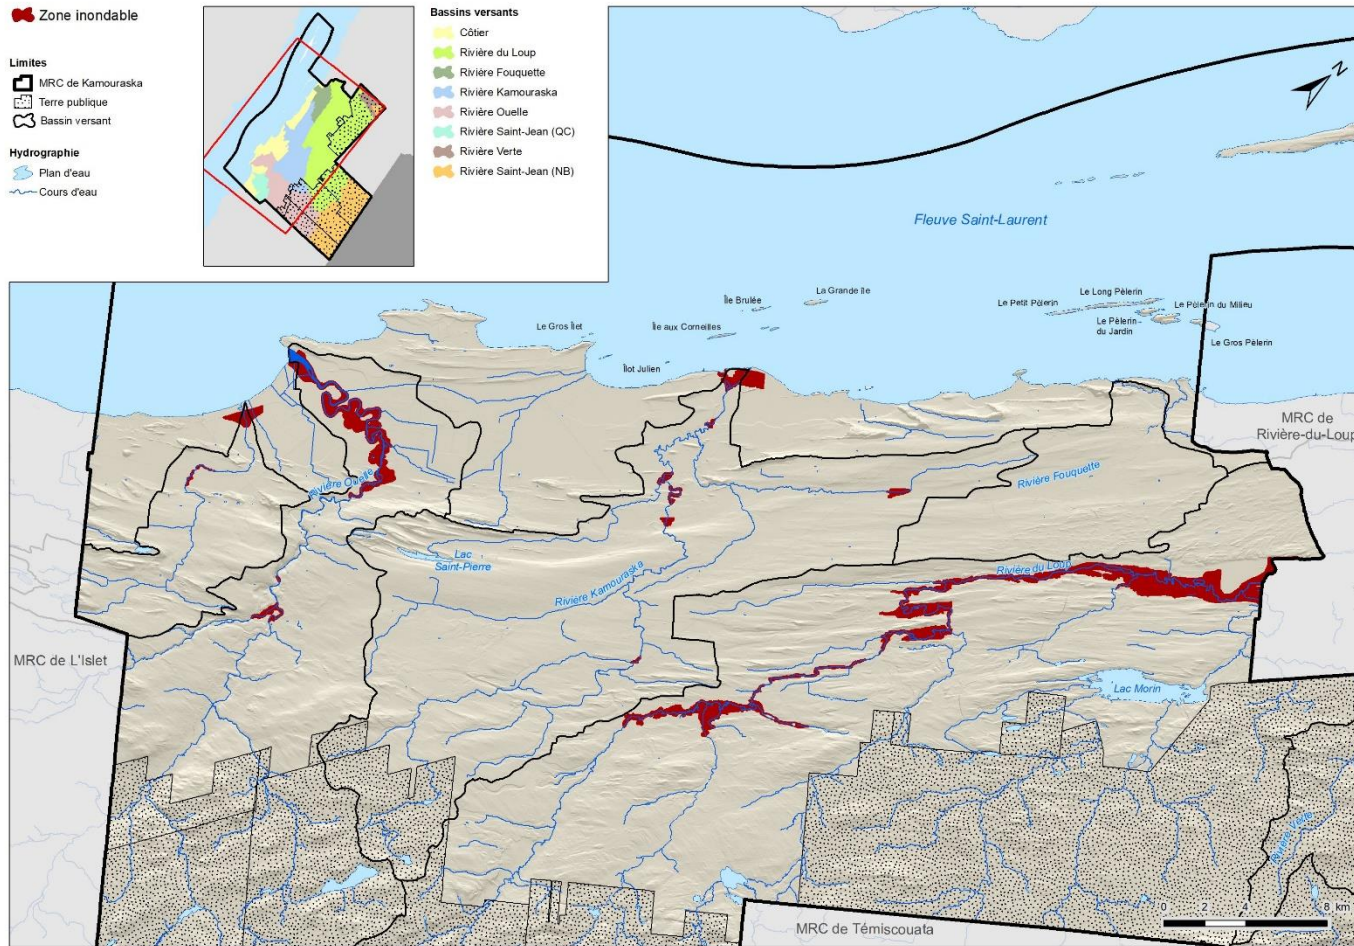 Zone inondable
Limites
MRC de Kamouraska
Terre publique
Bassin versant
Hydrographie
Plan d'eau
Cours d'eau
Bassins versants
Côtier
Rivière du Loup
Rivière Fouquette
Rivière Kamouraska
Rivière Ouelle
Rivière Saint-Jean (QC)
Rivière Verte
Rivière Saint-Jean (NB)
N
Fleuve Saint-Laurent
La Grande île
Île Brulée
Le Gros Îlet
Île aux Corneilles
Îlot Julien
Le Long Pèlerin
Le Petit Pèlerin
Le Pèlerin du Milieu
Le Pèlerin
du Jardin
Le Gros Pèlerin
MRC de
Rivière-du-Loup
Rivière Ouelle
Rivière Fouquette
Lac
Saint-Pierre
Rivière Kamouraska
Rivière du Loup
MRC de L'Islet
Lac Morin
Rivière Verte
0 2 4 8 km
MRC de Témiscouata